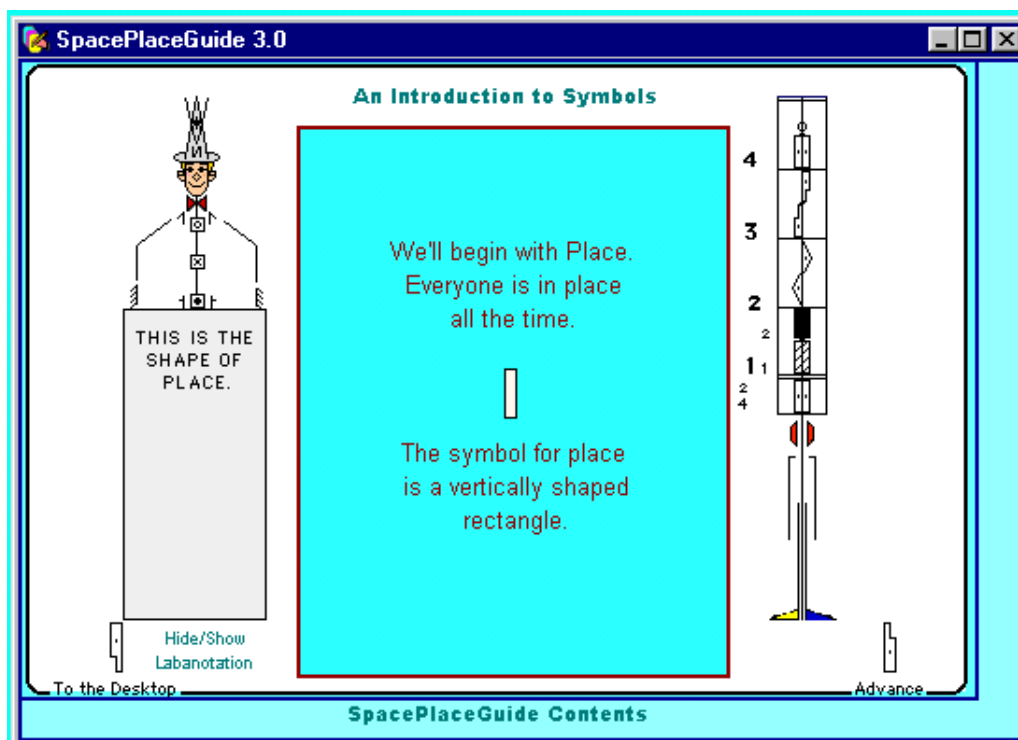 SpacePlaceGuide 3.0
An Introduction to Symbols
THIS IS THE
SHAPE OF
PLACE.
We'll begin with Place.
Everyone is in place
all the time.
The symbol for place
is a vertically shaped
rectangle.
4
3
2
2
1 1
2
4
Hide/Show
Labanotation
To the Desktop
Advance
SpacePlaceGuide Contents